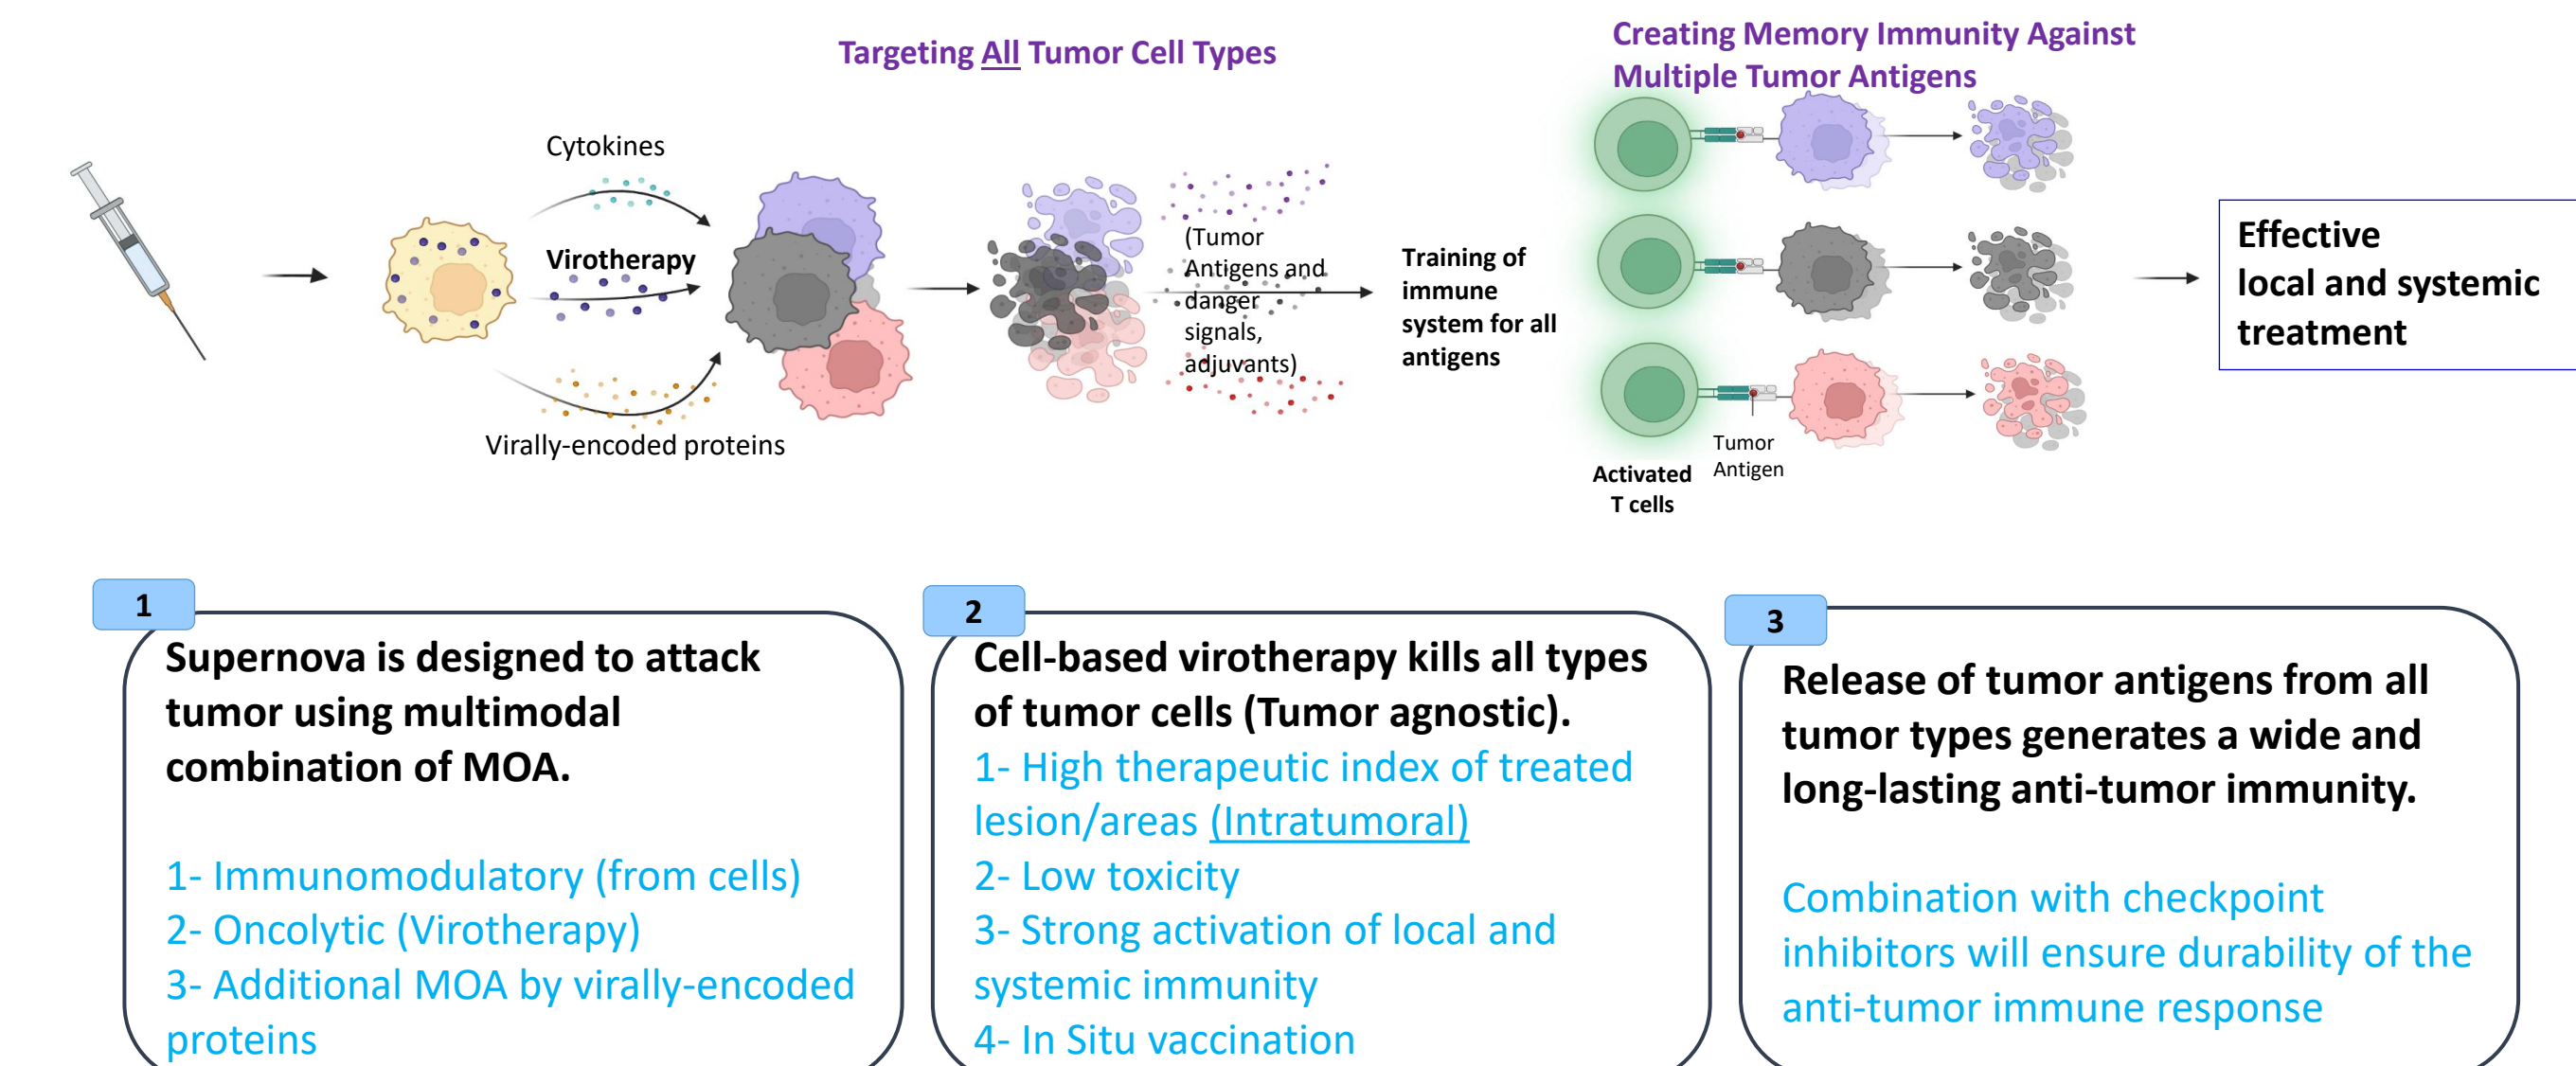 Targeting All Tumor Cell Types
Creating Memory Immunity Against
Multiple Tumor Antigens
Cytokines
Virotherapy
Virally-encoded proteins
(Tumor
Antigens and
danger
signals,
adjuvants)
Training of
immune
system for all
antigens
Activated
T cells
Tumor
Antigen
Effective
local and systemic
treatment
1
Supernova is designed to attack
tumor using multimodal
combination of MOA.
1- Immunomodulatory (from cells)
2- Oncolytic (Virotherapy)
3- Additional MOA by virally-encoded
proteins
2
Cell-based virotherapy kills all types
of tumor cells (Tumor agnostic).
1- High therapeutic index of treated
lesion/areas (Intratumoral)
2- Low toxicity
3- Strong activation of local and
systemic immunity
4- In Situ vaccination
3
Release of tumor antigens from all
tumor types generates a wide and
long-lasting anti-tumor immunity.
Combination with checkpoint
inhibitors will ensure durability of the
anti-tumor immune response